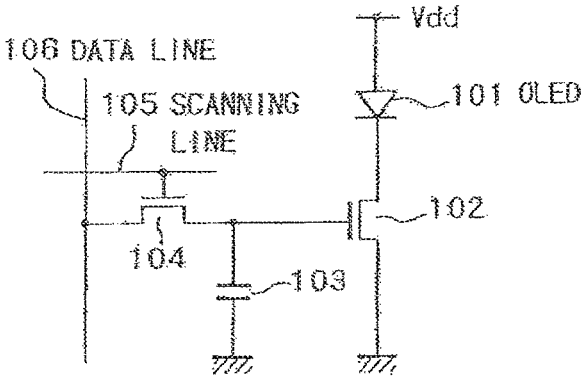 Vdd
106 DATA LINE
105 SCANNING
LINE
101 OLED
102
104
103